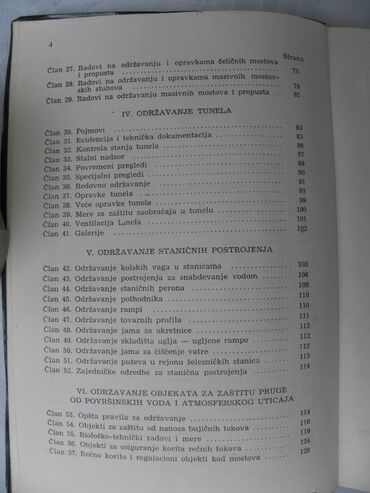 4
Strana
Član 27. Radovi na održavanju i opravkama čeličnih mostova
i propusta 75
Član 28. Radovi na održavanju i opravkama masivnih mostov-
skih stubova 79
Član 29. Radovi na održavanju masivnih mostova i propusta . . 81
IV. ODRŽAVANJE TUNELA
Član 30. Pojmovi 83
Član 31. Evidencija i tehnička dokumentacija 83
Član 32. Kontrola stanja tunela 86
Član 33. Stalni nadzor 87
Član 34. Povremeni pregledi 89
Član 35. Specijalni pregledi 90
Član 36. Redovno održavanje 91
Član 37. Opravke tunela 93
Član 38. Veće opravke tunela 99
Član 39. Mere za zaštitu saobraćaja u tunelu 100
Član 40. Ventilacija tunela 101
Član 41. Galerije 102
V. ODRŽAVANJE STANIČNIH POSTROJENJA
Član 42. Održavanje kolskih vaga u stanicama 103
Član 43. Održavanje postrojenja za snabdevanje vodom 106
Član 44. Održavanje staničnih perona 108
Član 45. Održavanje pothodnika 110
Član 46. Održavanje rampi 110
Član 47. Održavanje tovarnih profila 111
Član 48. Održavanje jama za okretnice 112
Član 49. Održavanje skladišta uglja — ugljene rampe 111
Član 50. Održavanje jama za čišćenje vatre 112
Član 51. Održavanje puteva u rejonu železničkih stanica 112
Član 52. Zajedničke odredbe za stanična postrojenja 112
VI. ODRŽAVANJE OBJEKATA ZA ZAŠTITU PRUGE
OD POVRŠINSKIH VODA I ATMOSFERSKOG UTICAJA
Član 53. Opšta pravila za održavanje 114
Član 54. Objekti za zaštitu od nanosa bujičnih tokova 114
Član 55. Biološko-tehnički radovi i mere 119
Član 56. Objekti za osiguranje korita rečnih tokova 124
Član 57. Rečno korito i regulacioni objekti kod mostova 128